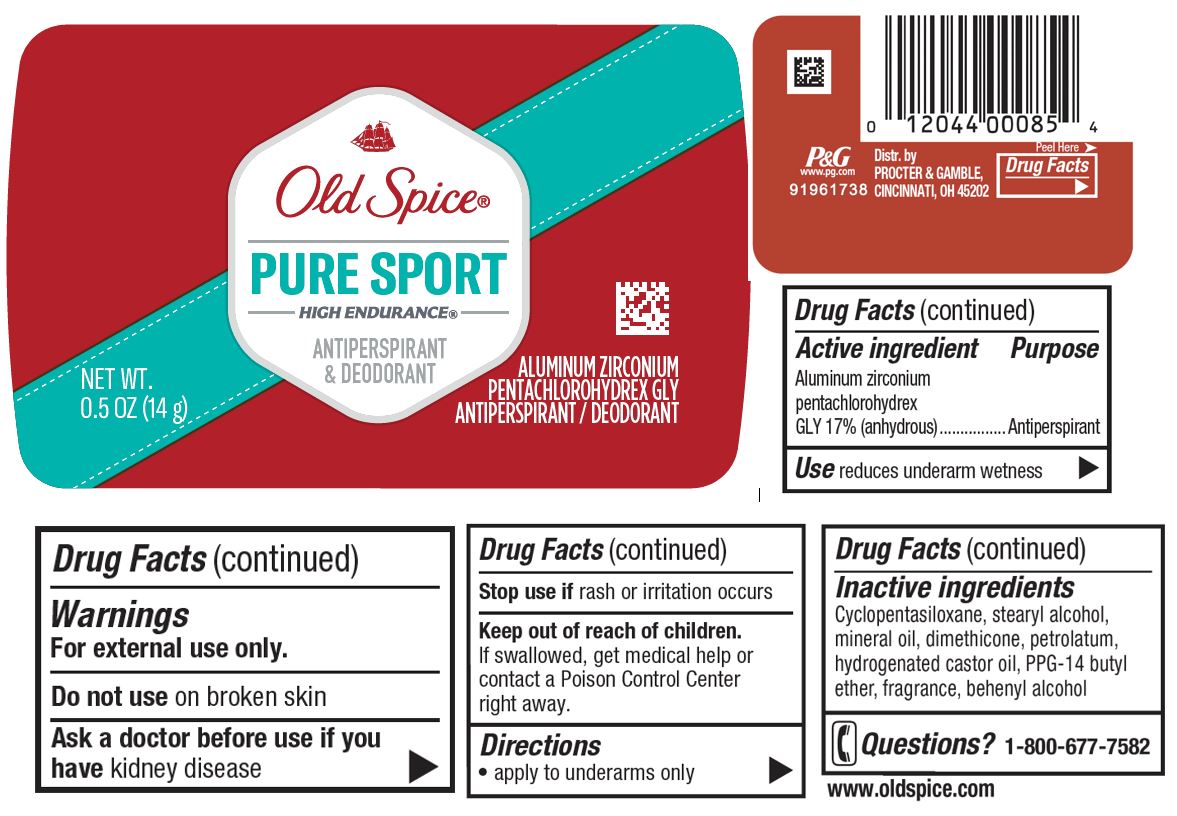 Old Spice®
PURE SPORT
HIGH ENDURANCE®
ANTIPERSPIRANT
& DEODORANT
NET WT.
0.5 OZ (14 g)
ALUMINUM ZIRCONIUM
PENTACHLOROHYDREX GLY
ANTIPERSPIRANT / DEODORANT
0 12044 00085 4
P&G
www.pg.com
91961738
Distr. by
PROCTER & GAMBLE,
CINCINNATI, OH 45202
Peel Here
Drug Facts
Drug Facts (continued)
Active ingredient Purpose
Aluminum zirconium
pentachlorohydrex
GLY 17% (anhydrous)................Antiperspirant
Use reduces underarm wetness
Drug Facts (continued)
Warnings
For external use only.
Do not use on broken skin
Ask a doctor before use if you
have kidney disease
Drug Facts (continued)
Stop use if rash or irritation occurs
Keep out of reach of children.
If swallowed, get medical help or
contact a Poison Control Center
right away.
Directions
• apply to underarms only
Drug Facts (continued)
Inactive ingredients
Cyclopentasiloxane, stearyl alcohol,
mineral oil, dimethicone, petrolatum,
hydrogenated castor oil, PPG-14 butyl
ether, fragrance, behenyl alcohol
Questions? 1-800-677-7582
www.oldspice.com